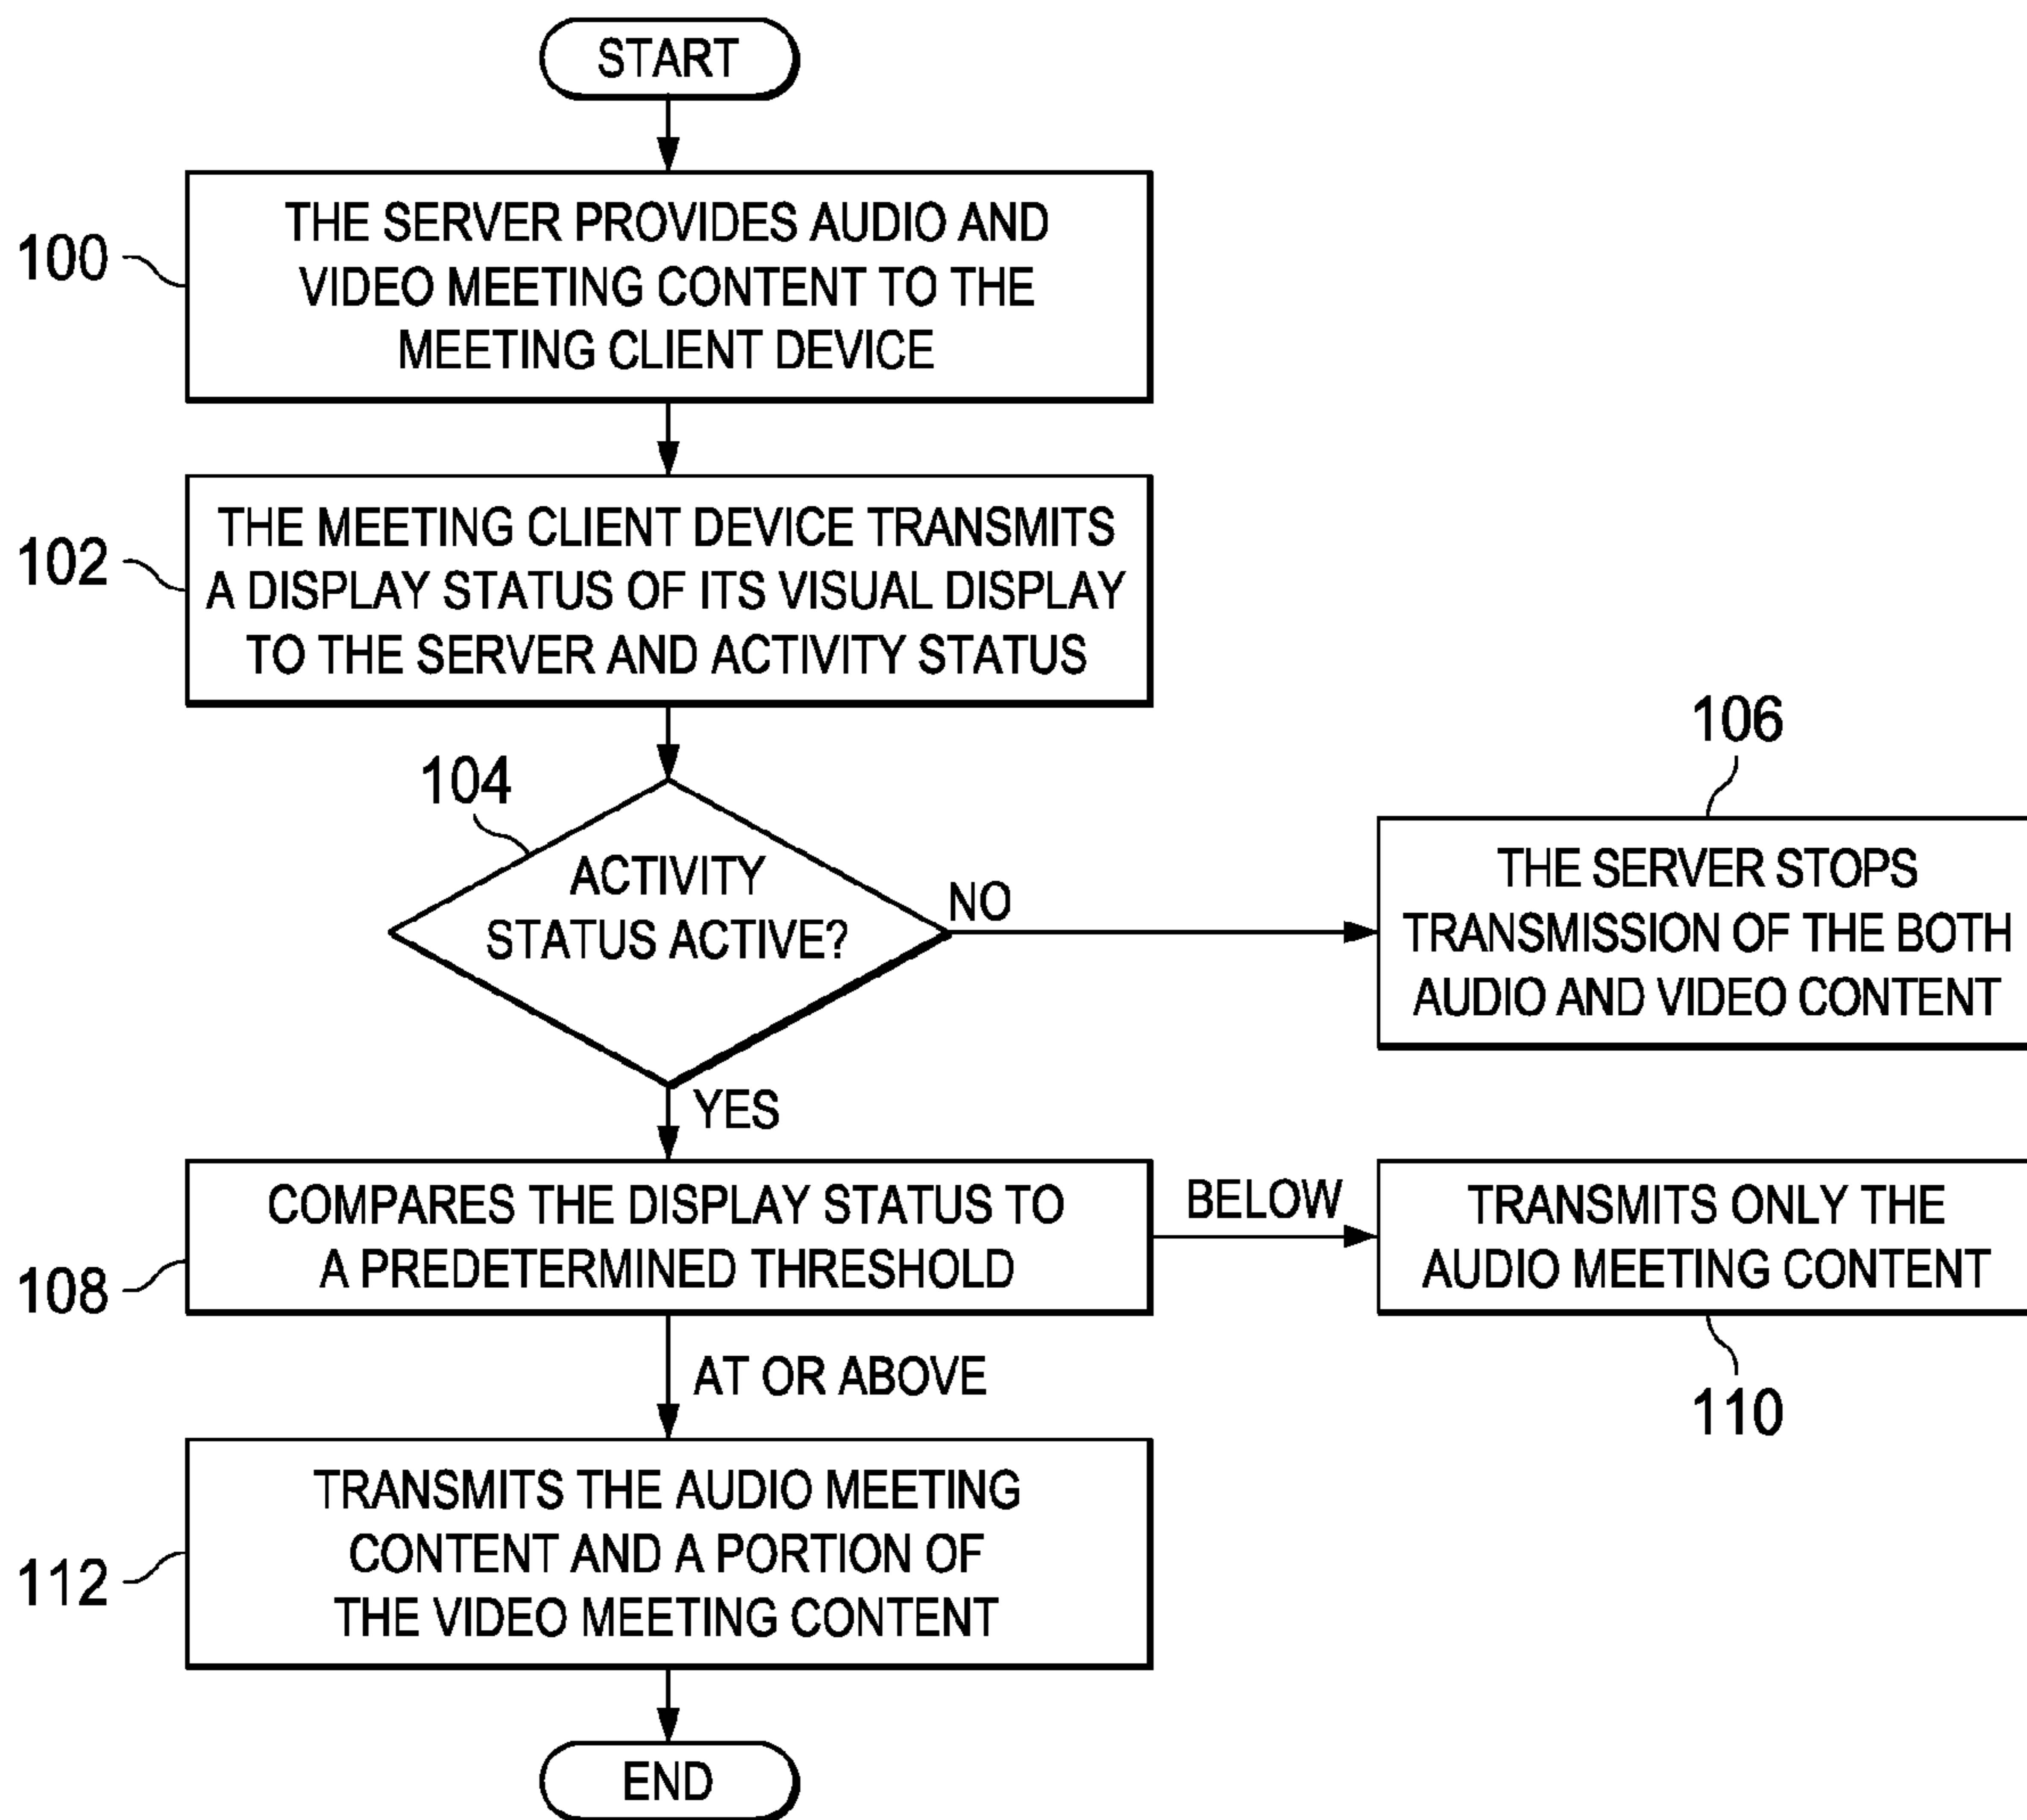 START
100
THE SERVER PROVIDES AUDIO AND
VIDEO MEETING CONTENT TO THE
MEETING CLIENT DEVICE
102
THE MEETING CLIENT DEVICE TRANSMITS
A DISPLAY STATUS OF ITS VISUAL DISPLAY
TO THE SERVER AND ACTIVITY STATUS
104
ACTIVITY
STATUS ACTIVE?
NO
106
THE SERVER STOPS
TRANSMISSION OF THE BOTH
AUDIO AND VIDEO CONTENT
YES
108
COMPARES THE DISPLAY STATUS TO
A PREDETERMINED THRESHOLD
BELOW
TRANSMITS ONLY THE
AUDIO MEETING CONTENT
110
AT OR ABOVE
112
TRANSMITS THE AUDIO MEETING
CONTENT AND A PORTION OF
THE VIDEO MEETING CONTENT
END